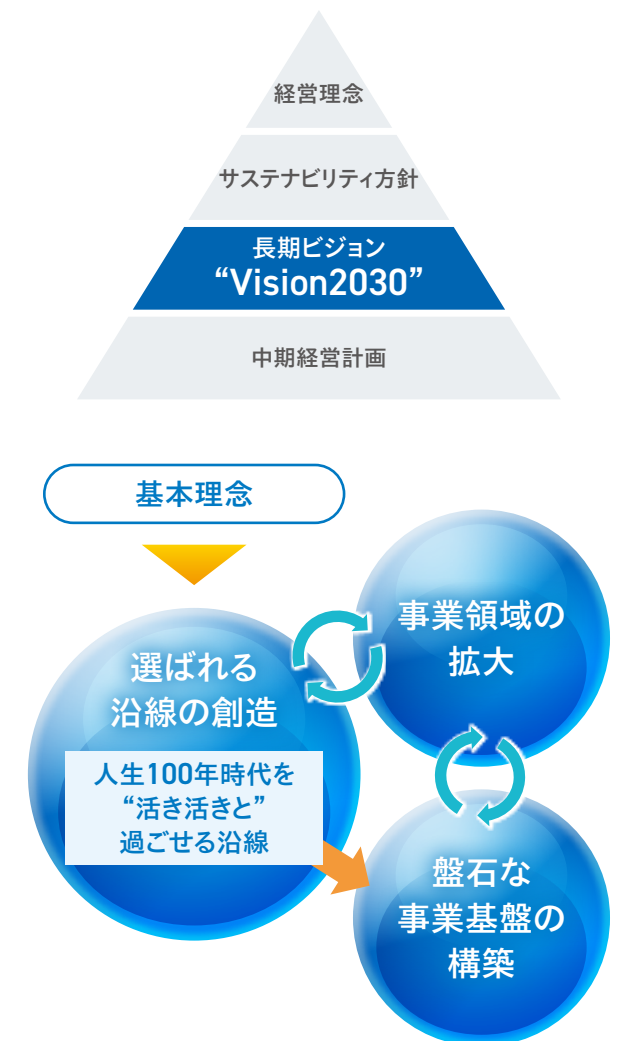 経営理念
サステナビリティ方針
長期ビジョン
“Vision2030”
中期経営計画
基本理念
選ばれる
沿線の創造
人生100年時代を
“活き活きと”
過ごせる沿線
事業領域の
拡大
盤石な
事業基盤の
構築